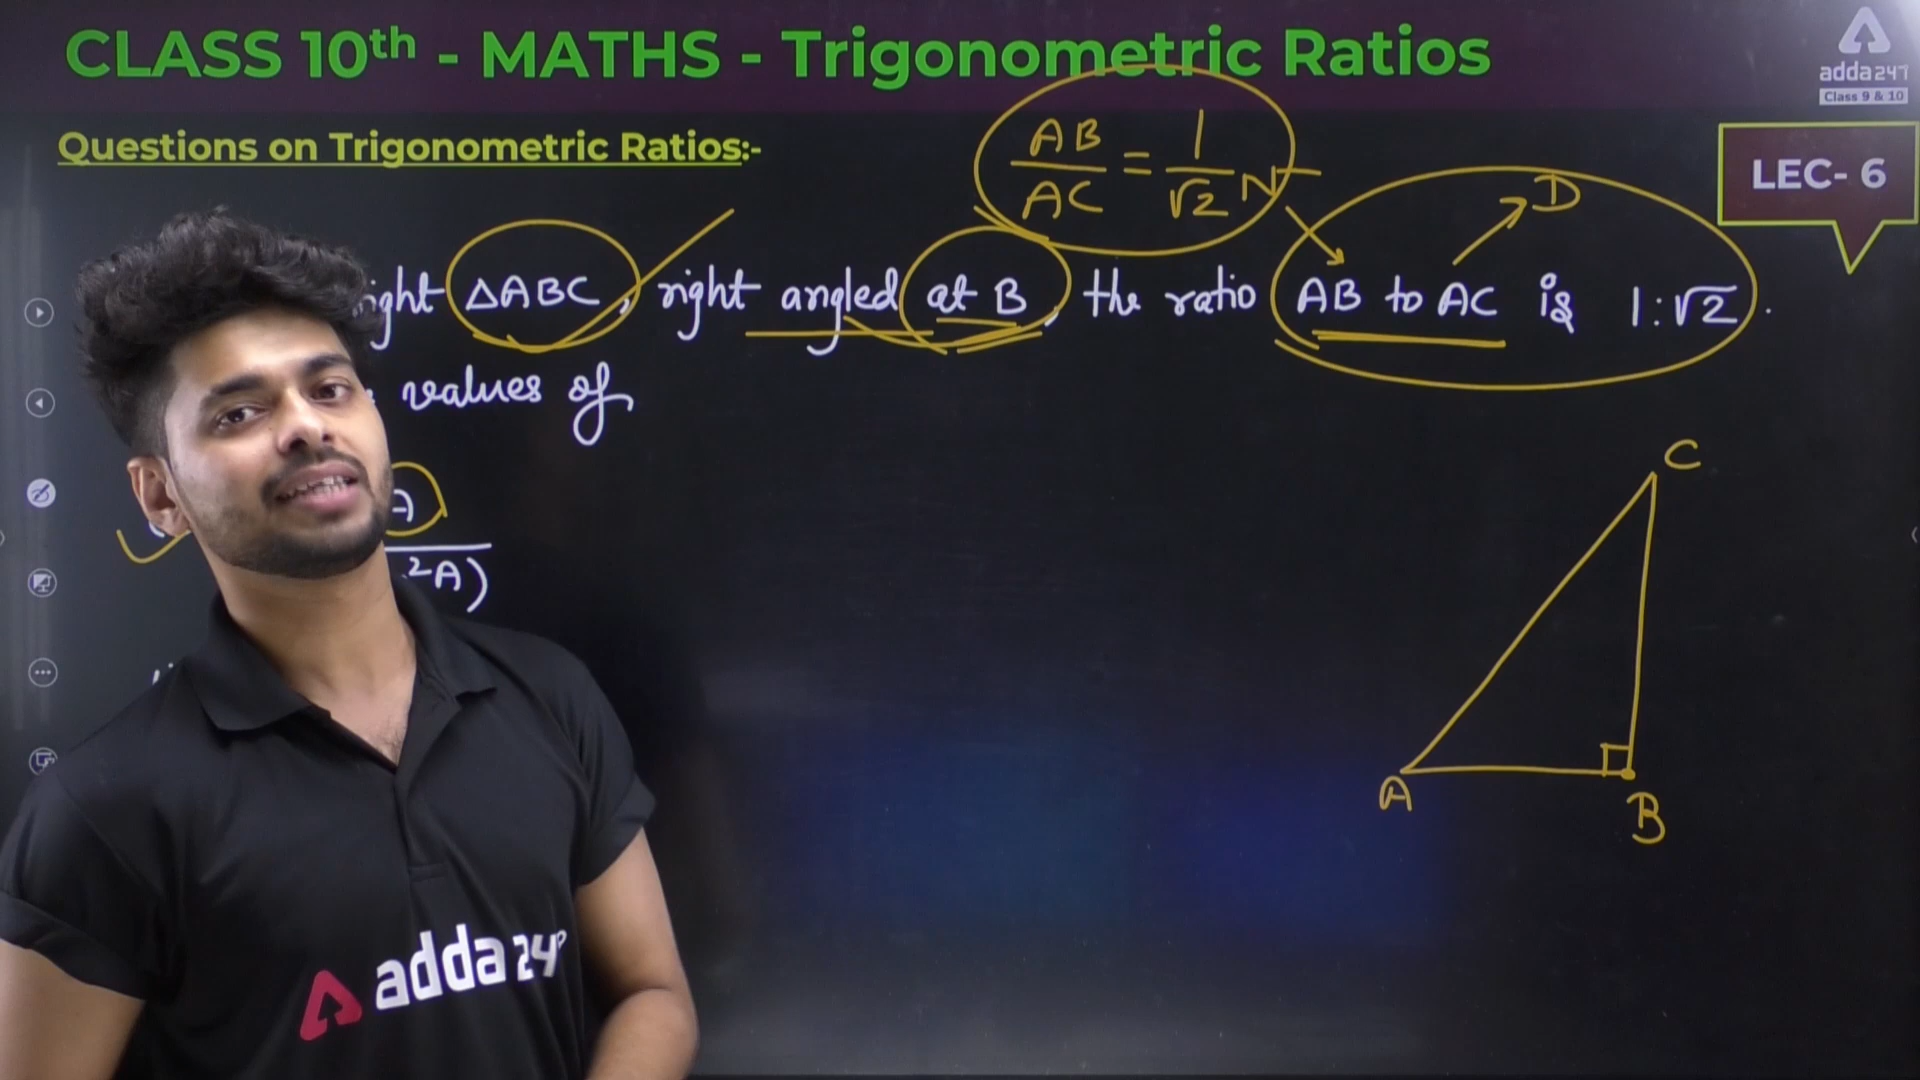 CLASS 10th - MATHS - Trigonometric Ratios
adda247
Class 9 & 10
Questions on Trigonometric Ratios:-
LEC- 6
AB/AC = 1/√2 N
D
ight ΔABC, right angled at B, the ratio AB to AC is 1:√2.
values of
A
²A)
C
A
B
adda247